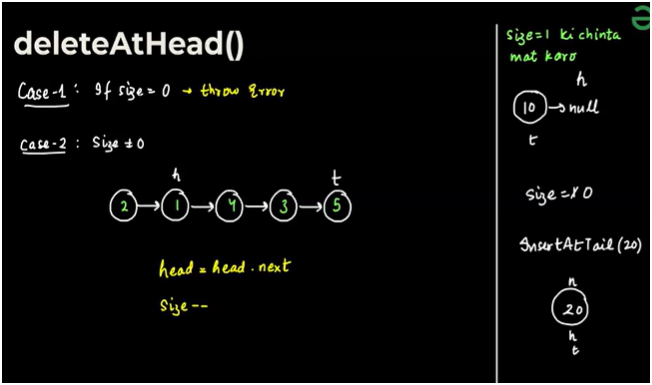 deleteAtHead()
Case-1 : If size = 0 → throw Error
Case-2 : Size ≠ 0
h t
2 → 1 → 4 → 3 → 5
head = head . next
Size --
Size=1 ki chinta
mat karo
h
10 → null
t
Size = 1 0
InsertAtTail (20)
n
20
h
t